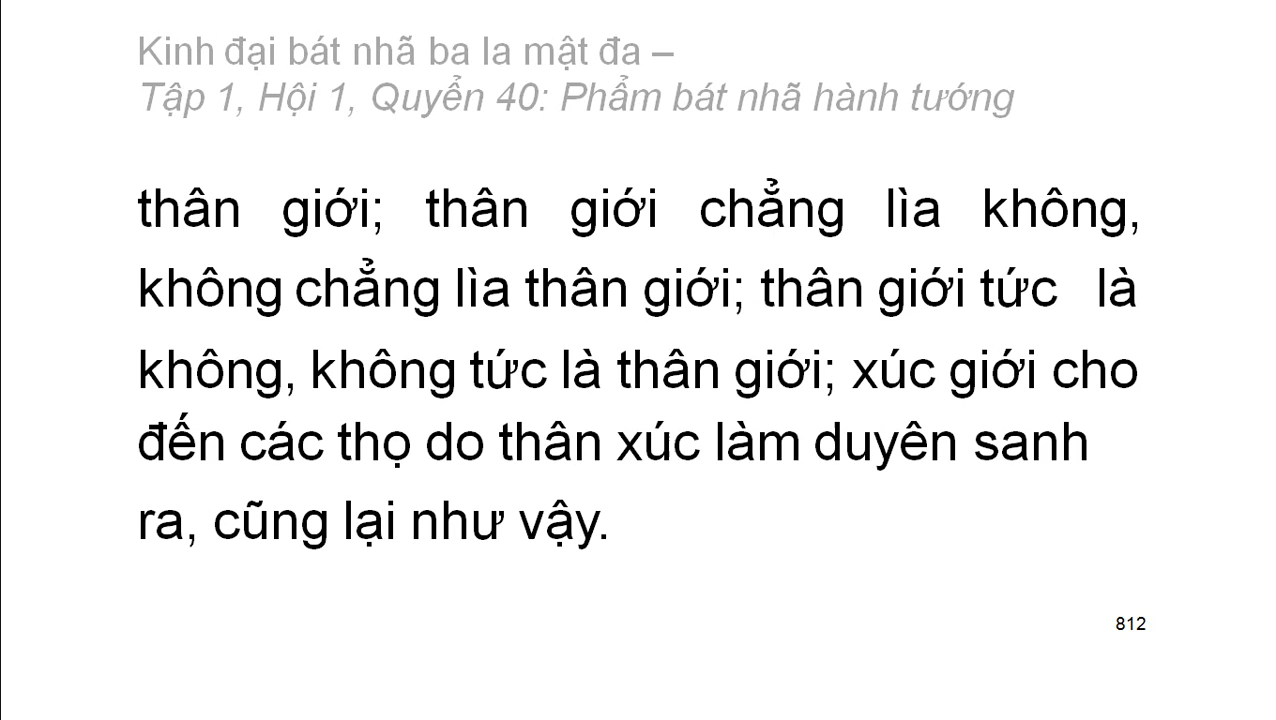 Kinh đại bát nhã ba la mật đa –
Tập 1, Hội 1, Quyển 40: Phẩm bát nhã hành tướng
thân giới; thân giới chẳng lìa không,
không chẳng lìa thân giới; thân giới tức là
không, không tức là thân giới; xúc giới cho
đến các thọ do thân xúc làm duyên sanh
ra, cũng lại như vậy.
812